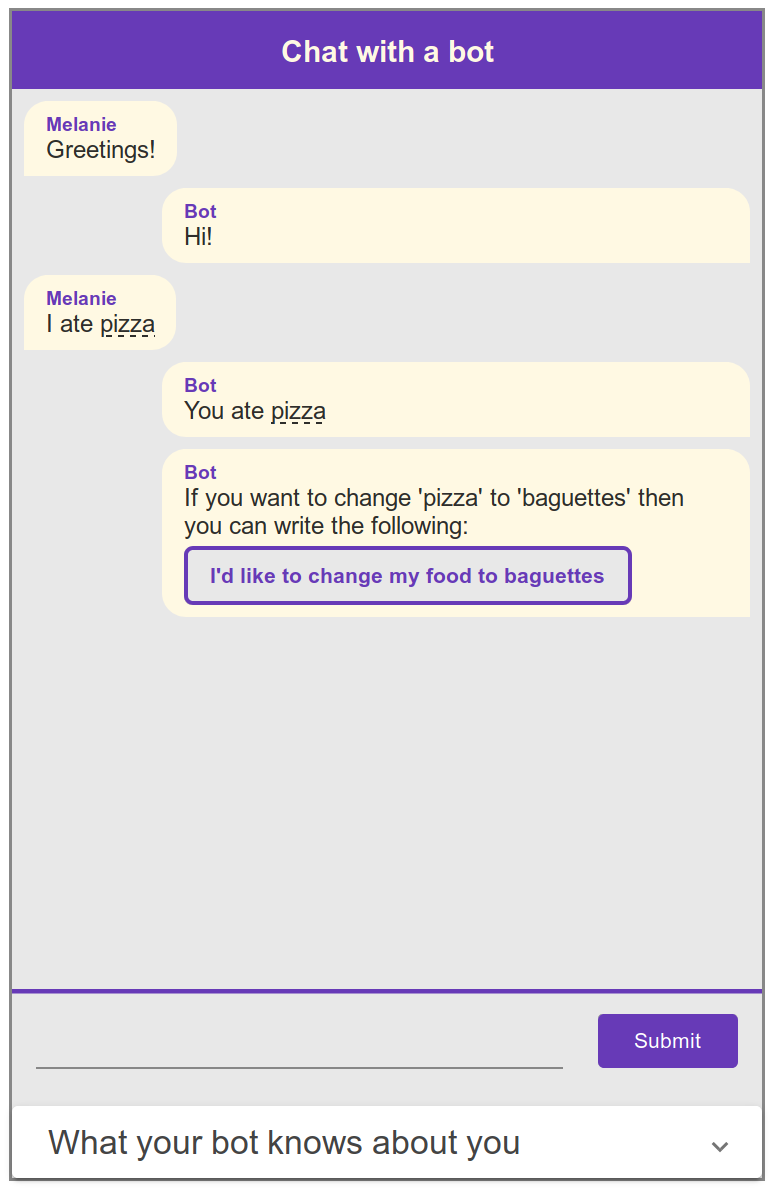 Chat with a bot
Melanie
Greetings!
Bot
Hi!
Melanie
I ate pizza
Bot
You ate pizza
Bot
If you want to change 'pizza' to 'baguettes' then
you can write the following:
I'd like to change my food to baguettes
Submit
What your bot knows about you